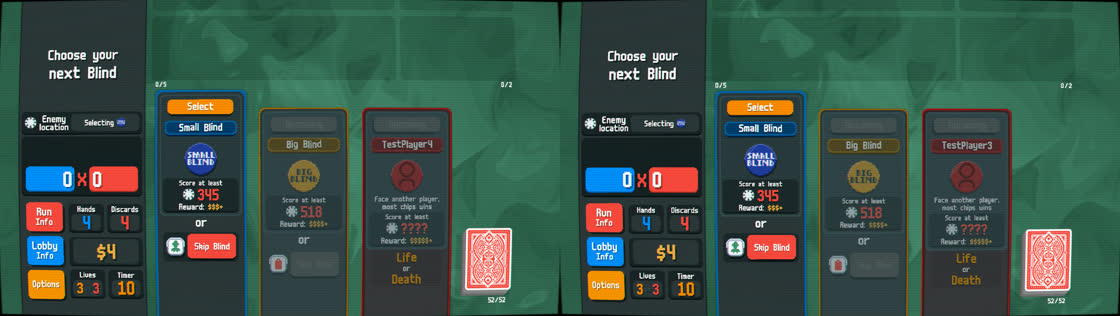 Choose your
next Blind
Enemy
location
Selecting
0 X 0
Run
Info
Hands
4
Discards
4
Lobby
Info
$4
Options
Lives
3 3
Timer
10
0/5
0/2
Select
Small Blind
SMALL
BLIND
Score at least
345
Reward: $$$+
or
Skip Blind
Big Blind
BIG
BLIND
Score at least
518
Reward: $$$$+
or
TestPlayer4
Face another player,
most chips wins
Score at least
????
Reward: $$$$$+
Life
or
Death
52/52
Choose your
next Blind
Enemy
location
Selecting
0 X 0
Run
Info
Hands
4
Discards
4
Lobby
Info
$4
Options
Lives
3 3
Timer
10
0/5
0/2
Select
Small Blind
SMALL
BLIND
Score at least
345
Reward: $$$+
or
Skip Blind
Big Blind
BIG
BLIND
Score at least
518
Reward: $$$$+
or
TestPlayer3
Face another player,
most chips wins
Score at least
????
Reward: $$$$$+
Life
or
Death
52/52